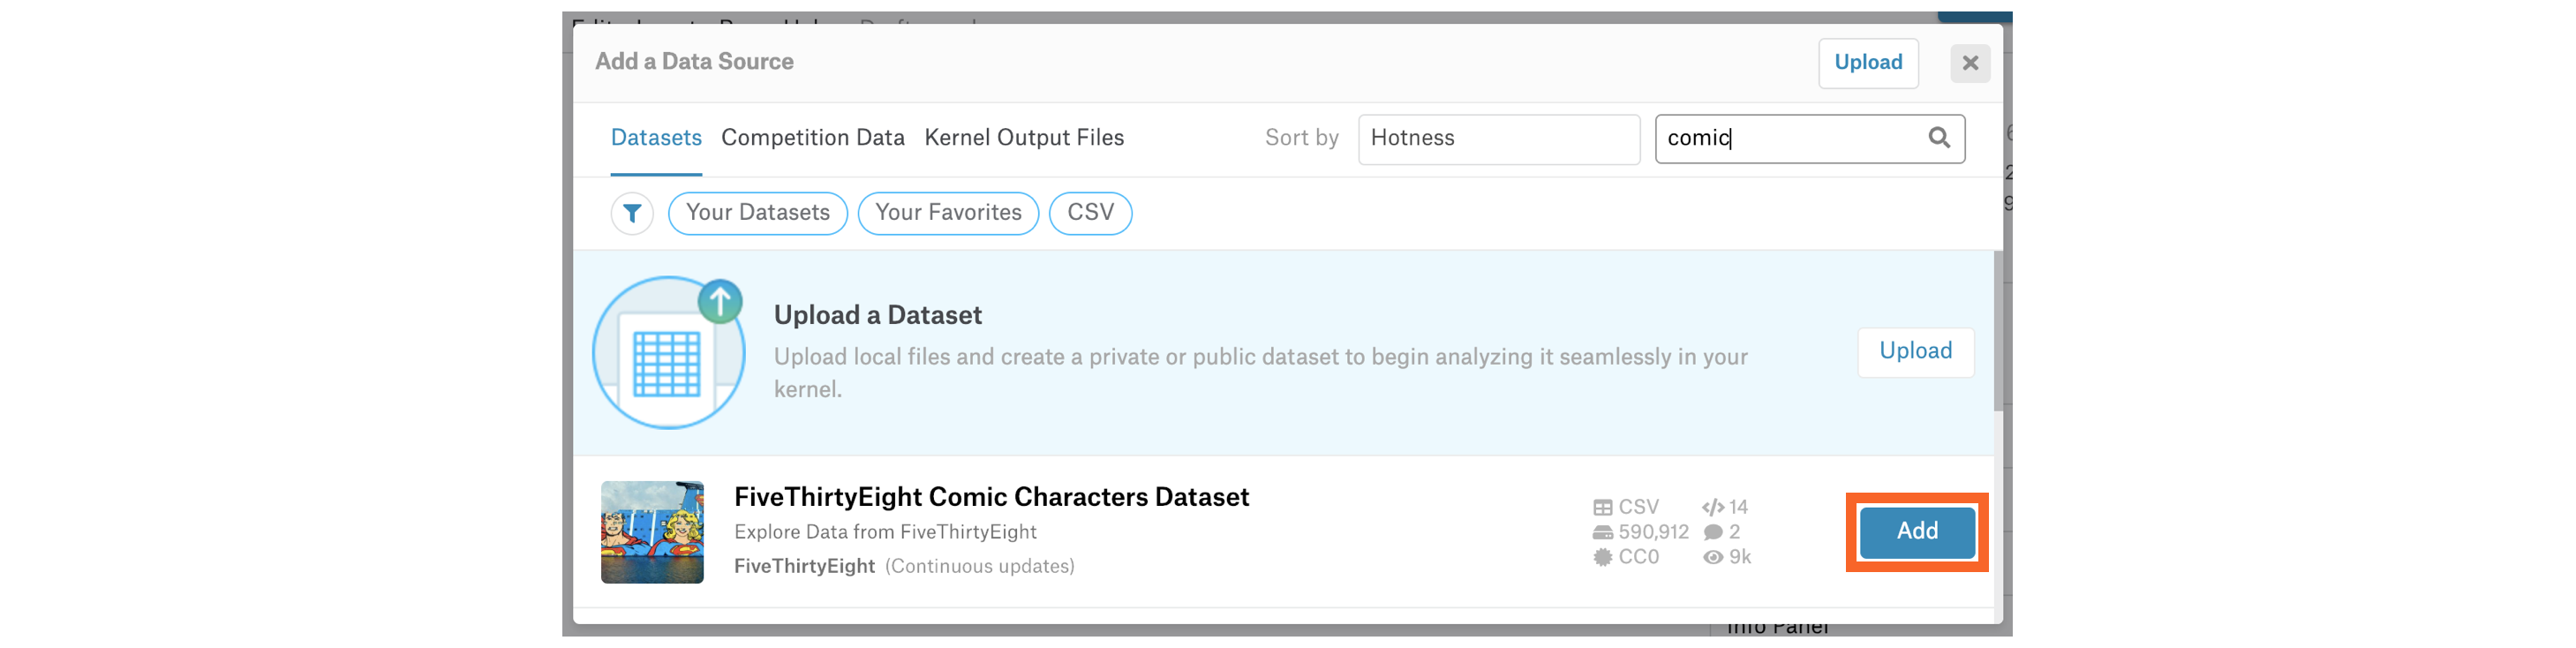 Add a Data Source
Upload
Datasets Competition Data Kernel Output Files Sort by Hotness comic
Your Datasets Your Favorites CSV
Upload a Dataset
Upload local files and create a private or public dataset to begin analyzing it seamlessly in your
kernel.
Upload
FiveThirtyEight Comic Characters Dataset
Explore Data from FiveThirtyEight
FiveThirtyEight (Continuous updates)
CSV 14
590,912 2
CC0 9k
Add
Info Panel